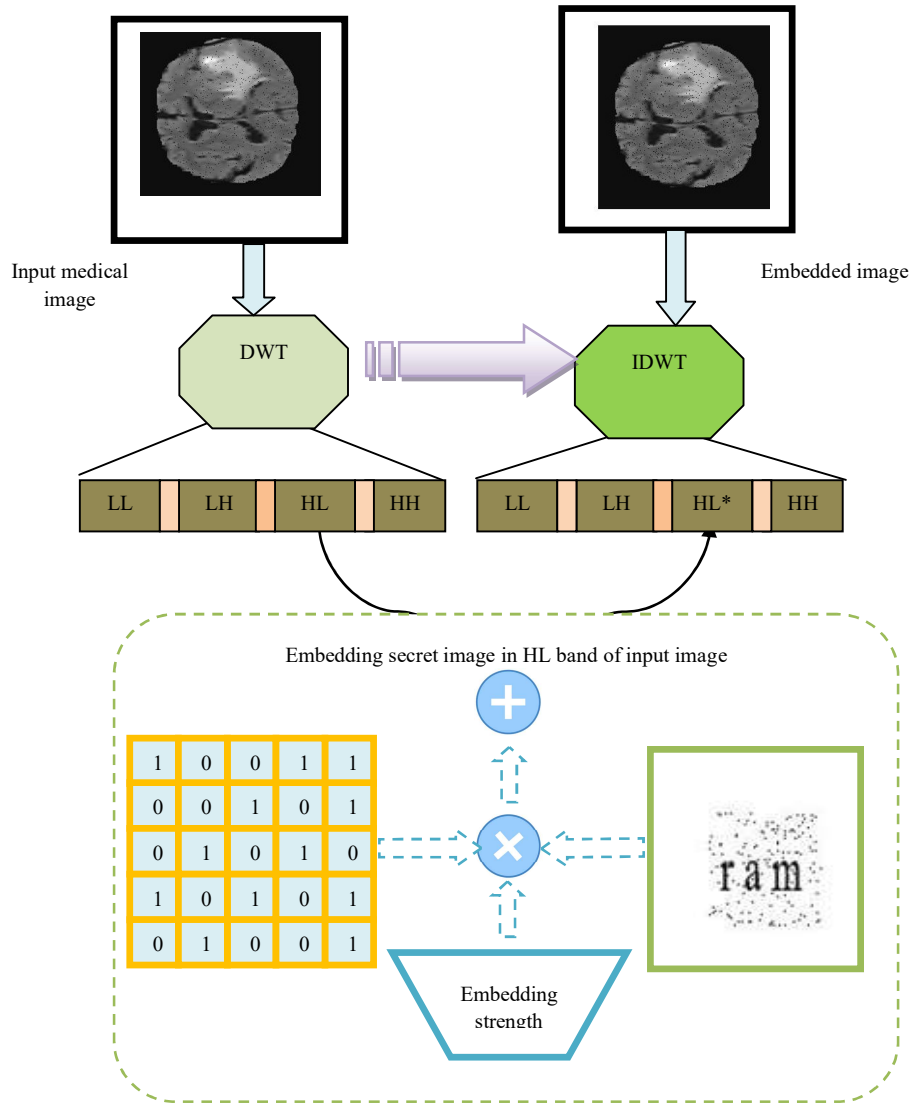 Input medical
image
Embedded image
DWT
IDWT
LL LH HL HH
LL LH HL* HH
Embedding secret image in HL band of input image
1 0 0 1 1
0 0 1 0 1
0 1 0 1 0
1 0 1 0 1
0 1 0 0 1
ram
Embedding
strength